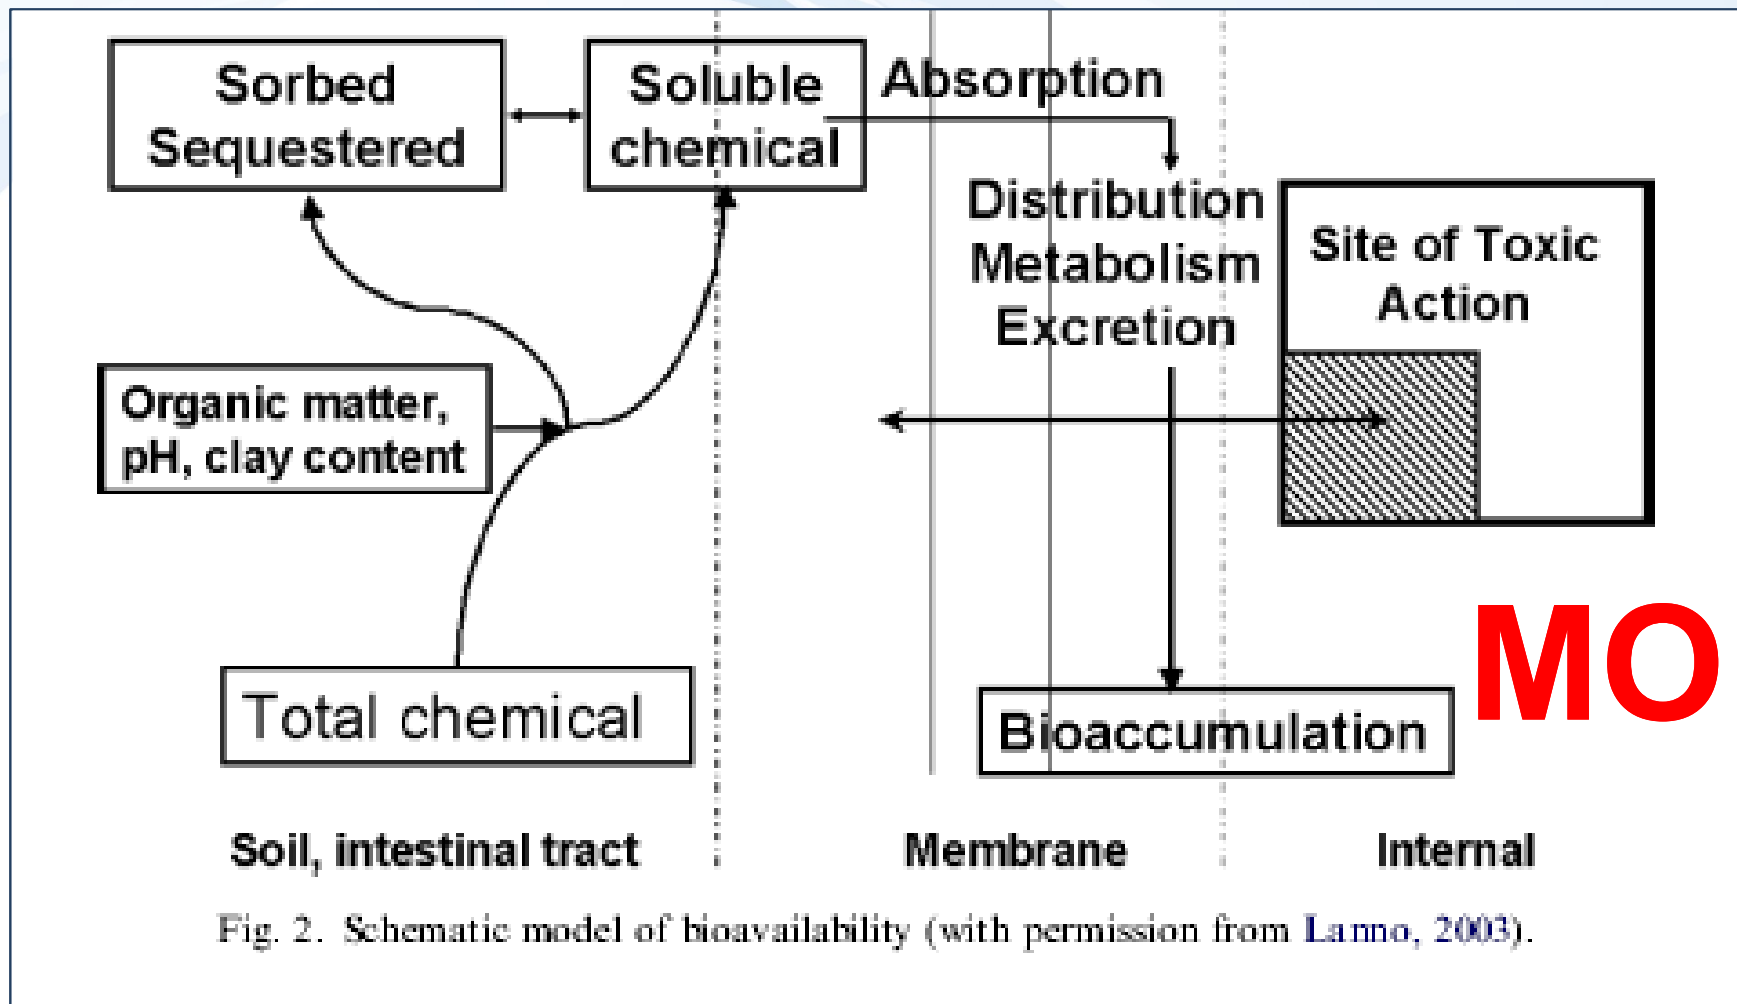 Sorbed
Sequestered
Soluble
chemical
Absorption
Distribution
Metabolism
Excretion
Site of Toxic
Action
Organic matter,
pH, clay content
Total chemical
Bioaccumulation
MO
Soil, intestinal tract
Membrane
Internal
Fig. 2. Schematic model of bioavailability (with permission from Lanno, 2003).